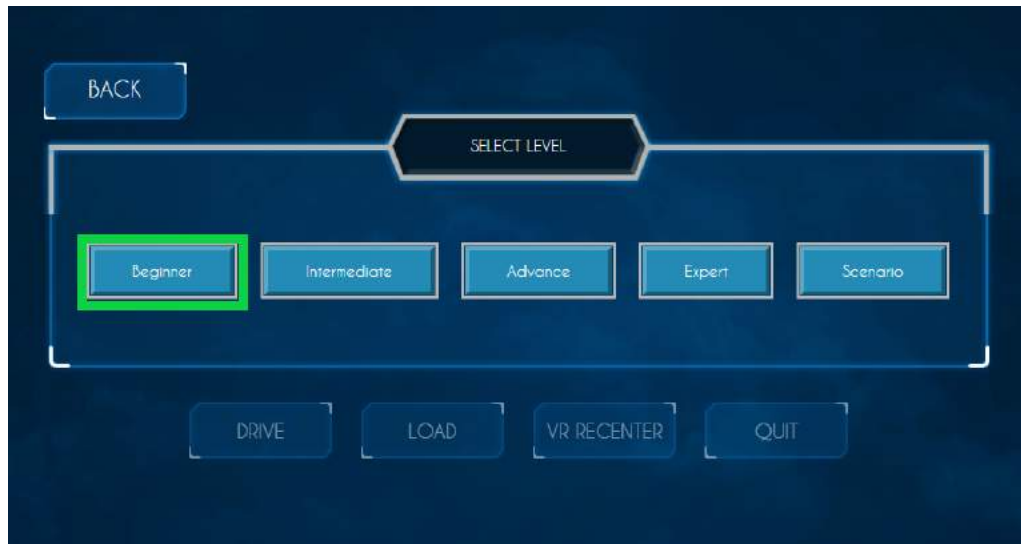 BACK
SELECT LEVEL
Beginner Intermediate Advance Expert Scenario
DRIVE LOAD VR RECENTER QUIT